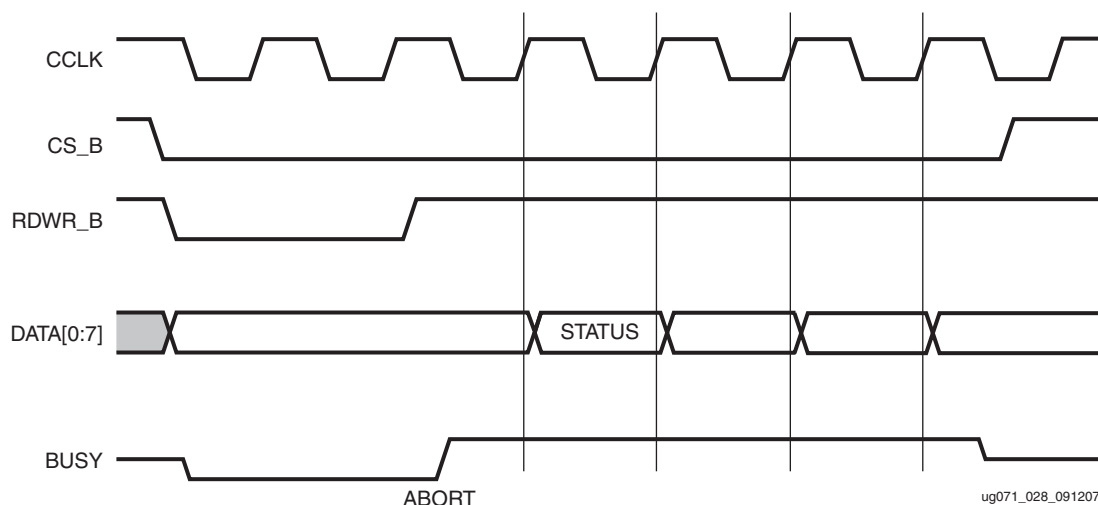 CCLK
CS_B
RDWR_B
DATA[0:7]
STATUS
BUSY
ABORT
ug071_028_091207